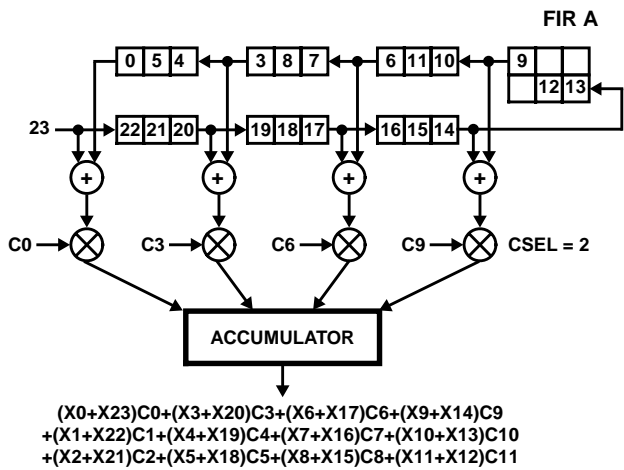 FIR A
0 5 4 3 8 7 6 11 10 9
12 13
23 22 21 20 19 18 17 16 15 14
+ + + +
C0 C3 C6 C9 CSEL = 2
ACCUMULATOR
(X0+X23)C0+(X3+X20)C3+(X6+X17)C6+(X9+X14)C9
+(X1+X22)C1+(X4+X19)C4+(X7+X16)C7+(X10+X13)C10
+(X2+X21)C2+(X5+X18)C5+(X8+X15)C8+(X11+X12)C11